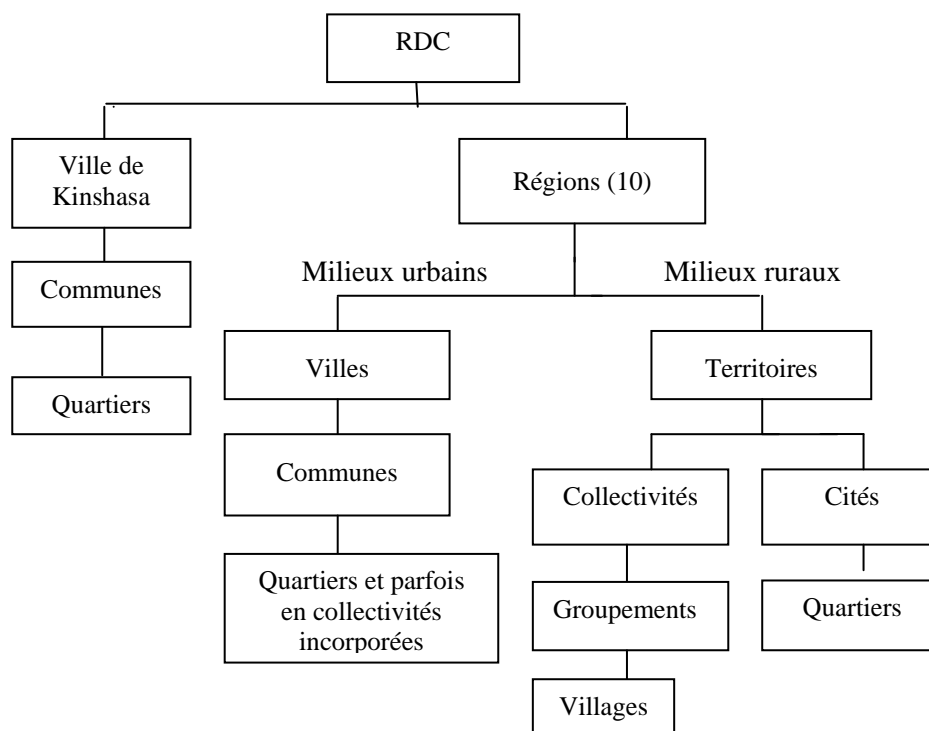 RDC
Ville de
Kinshasa
Régions (10)
Communes
Milieux urbains
Milieux ruraux
Quartiers
Villes
Territoires
Communes
Collectivités
Cités
Quartiers et parfois
en collectivités
incorporées
Groupements
Quartiers
Villages